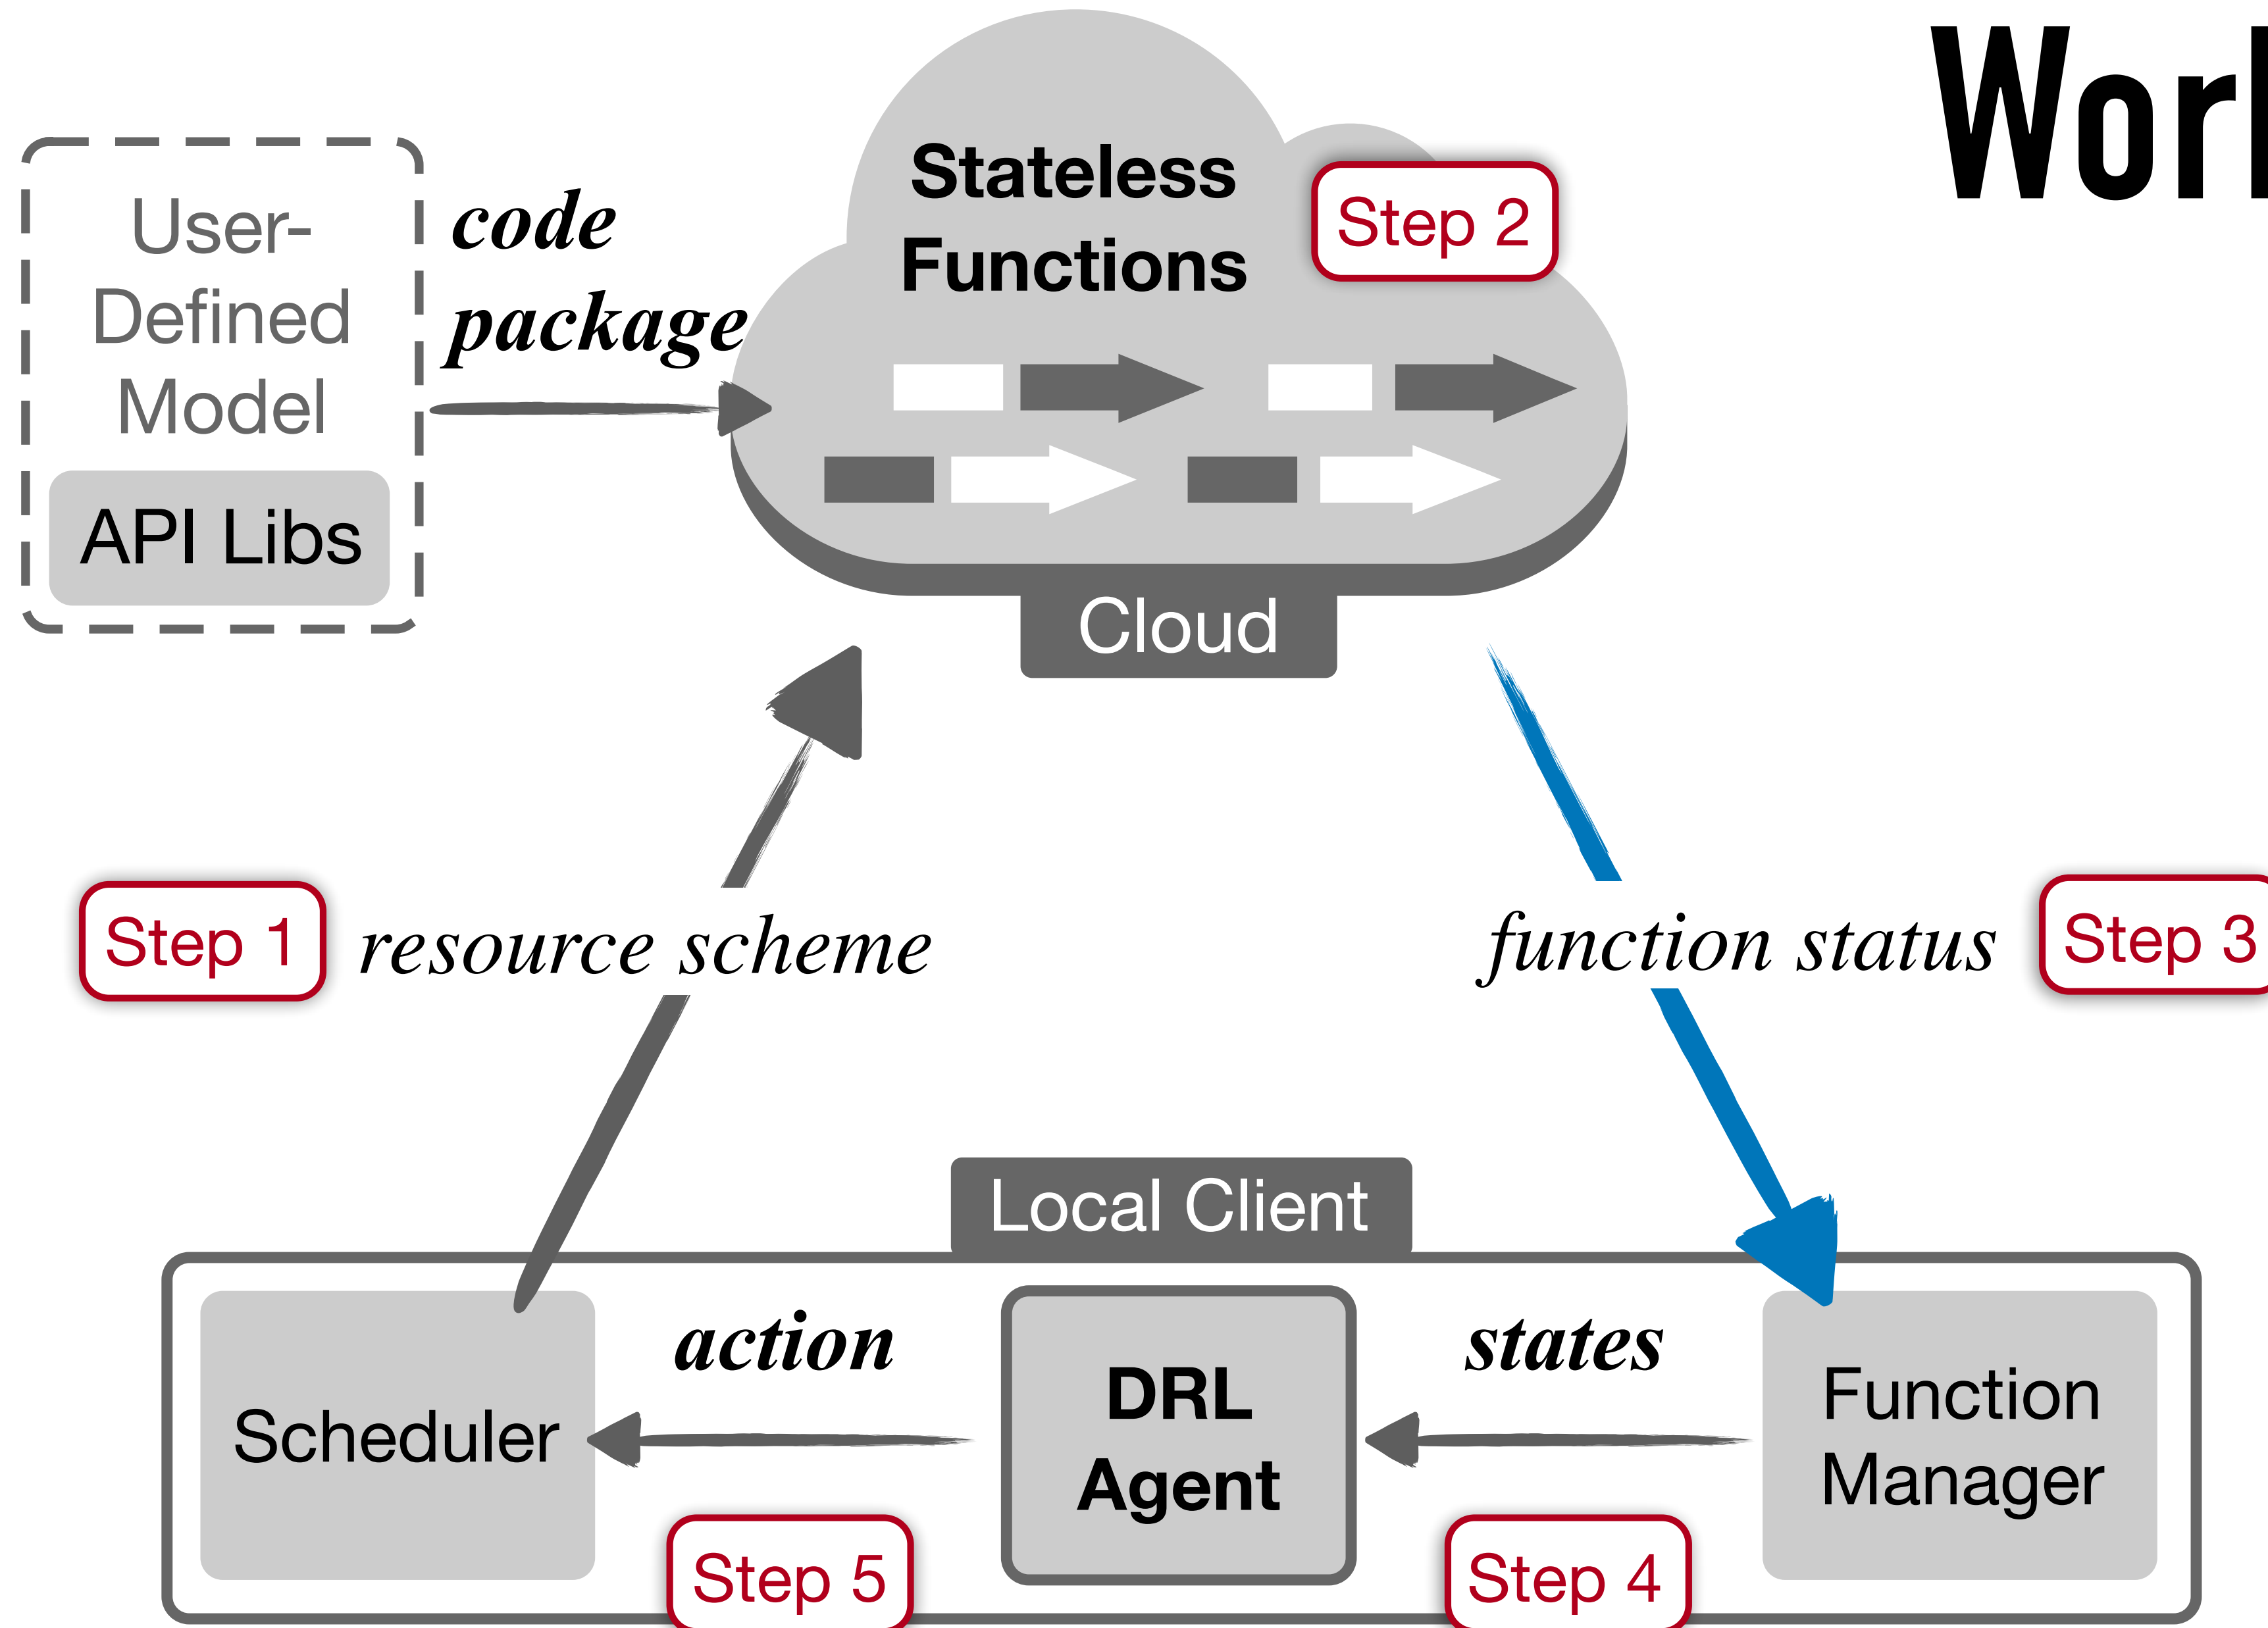 User-
Defined
Model
API Libs
code
package
Stateless
Functions
Step 2
Cloud
Step 1
resource scheme
function status
Step 3
Local Client
Scheduler
action
Step 5
DRL
Agent
states
Step 4
Function
Manager